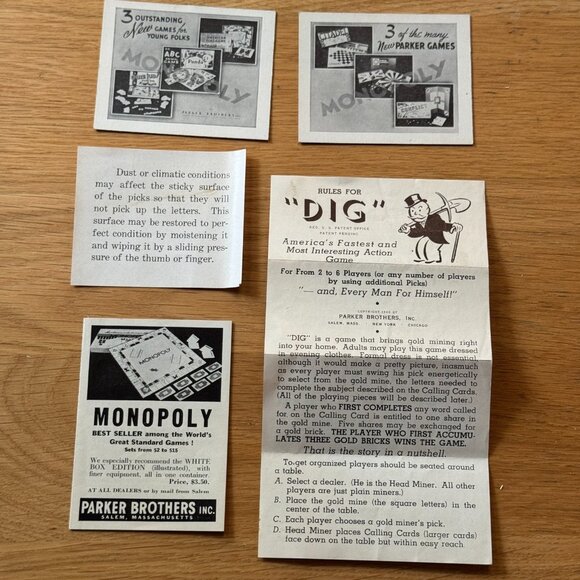 3 OUTSTANDING
New GAMES for
YOUNG FOLKS
MONOPOLY
ABC
Panda
PARKER BROTHERS
3 of the many
New PARKER GAMES
MONOPOLY
CONFLICT
Dust or climatic conditions
may affect the sticky surface
of the picks so that they will
not pick up the letters. This
surface may be restored to per-
fect condition by moistening it
and wiping it by a sliding pres-
sure of the thumb or finger.
MONOPOLY
MONOPOLY
BEST SELLER among the World's
Great Standard Games!
Sets from $2 to $15
We especially recommend the WHITE
BOX EDITION (illustrated), with
finer equipment, all in one container.
Price, $3.50.
AT ALL DEALERS or by mail from Salem
PARKER BROTHERS INC.
SALEM, MASSACHUSETTS
RULES FOR
"DIG"
REG. U. S. PATENT OFFICE
PATENT PENDING
America's Fastest and
Most Interesting Action
Game
For From 2 to 6 Players (or any number of players
by using additional Picks)
"— and, Every Man For Himself!"
PARKER BROTHERS, INC.
SALEM, MASS. NEW YORK CHICAGO
"DIG" is a game that brings gold mining right
into your home. Adults may play this game dressed
in evening clothes. Formal dress is not essential,
although it would make a pretty picture, inasmuch
as every player must swing his pick energetically
to select from the gold mine, the letters needed to
complete the subject described on the Calling Cards.
(All of the playing pieces will be described later.)
A player who FIRST COMPLETES any word called
for on the Calling Card is entitled to one share in
the gold mine. Five shares may be exchanged for
a gold brick. THE PLAYER WHO FIRST ACCUMU-
LATES THREE GOLD BRICKS WINS THE GAME.
That is the story in a nutshell.
To get organized players should be seated around
a table.
A. Select a dealer. (He is the Head Miner. All other
players are just plain miners.)
B. Place the gold mine (the square letters) in the
center of the table.
C. Each player chooses a gold miner's pick.
D. Head Miner places Calling Cards (larger cards)
face down on the table but within easy reach.